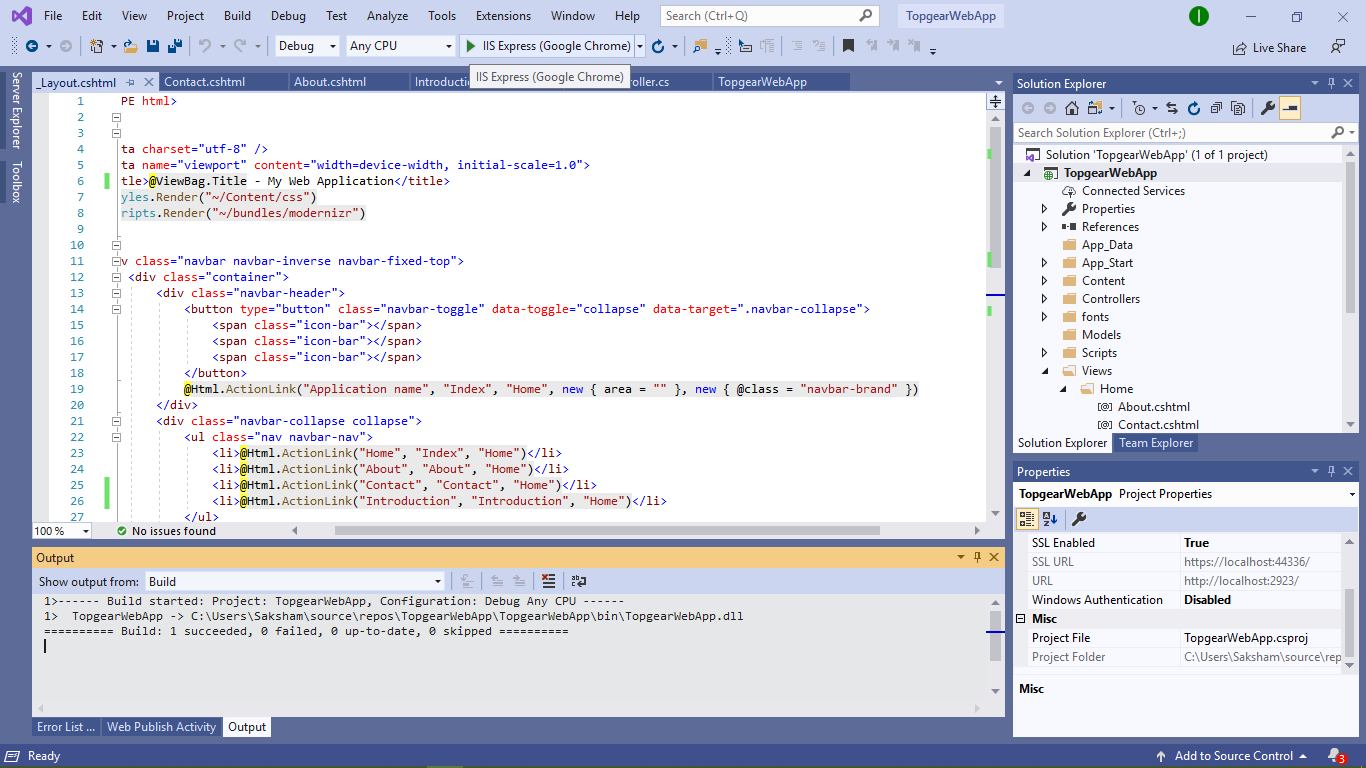 File Edit View Project Build Debug Test Analyze Tools Extensions Window Help Search (Ctrl+Q) TopgearWebApp
Debug Any CPU IIS Express (Google Chrome) Live Share
Server Explorer
Toolbox
_Layout.cshtml Contact.cshtml About.cshtml Introductio ller.cs TopgearWebApp
IIS Express (Google Chrome)
1 PE html>
2
3
4 ta charset="utf-8" />
5 ta name="viewport" content="width=device-width, initial-scale=1.0">
6 tle>@ViewBag.Title - My Web Application</title>
7 yles.Render("~/Content/css")
8 ripts.Render("~/bundles/modernizr")
9
10
11 v class="navbar navbar-inverse navbar-fixed-top">
12 <div class="container">
13 <div class="navbar-header">
14 <button type="button" class="navbar-toggle" data-toggle="collapse" data-target=".navbar-collapse">
15 <span class="icon-bar"></span>
16 <span class="icon-bar"></span>
17 <span class="icon-bar"></span>
18 </button>
19 @Html.ActionLink("Application name", "Index", "Home", new { area = "" }, new { @class = "navbar-brand" })
20 </div>
21 <div class="navbar-collapse collapse">
22 <ul class="nav navbar-nav">
23 <li>@Html.ActionLink("Home", "Index", "Home")</li>
24 <li>@Html.ActionLink("About", "About", "Home")</li>
25 <li>@Html.ActionLink("Contact", "Contact", "Home")</li>
26 <li>@Html.ActionLink("Introduction", "Introduction", "Home")</li>
27 </ul>
100 % No issues found
Output
Show output from: Build
1>------ Build started: Project: TopgearWebApp, Configuration: Debug Any CPU ------
1> TopgearWebApp -> C:\Users\Saksham\source\repos\TopgearWebApp\TopgearWebApp\bin\TopgearWebApp.dll
========== Build: 1 succeeded, 0 failed, 0 up-to-date, 0 skipped ==========
Error List ... Web Publish Activity Output
Solution Explorer
Search Solution Explorer (Ctrl+;)
Solution 'TopgearWebApp' (1 of 1 project)
TopgearWebApp
Connected Services
Properties
References
App_Data
App_Start
Content
Controllers
fonts
Models
Scripts
Views
Home
About.cshtml
Contact.cshtml
Solution Explorer Team Explorer
Properties
TopgearWebApp Project Properties
SSL Enabled True
SSL URL https://localhost:44336/
URL http://localhost:2923/
Windows Authentication Disabled
Misc
Project File TopgearWebApp.csproj
Project Folder C:\Users\Saksham\source\rep
Misc
Ready Add to Source Control 3